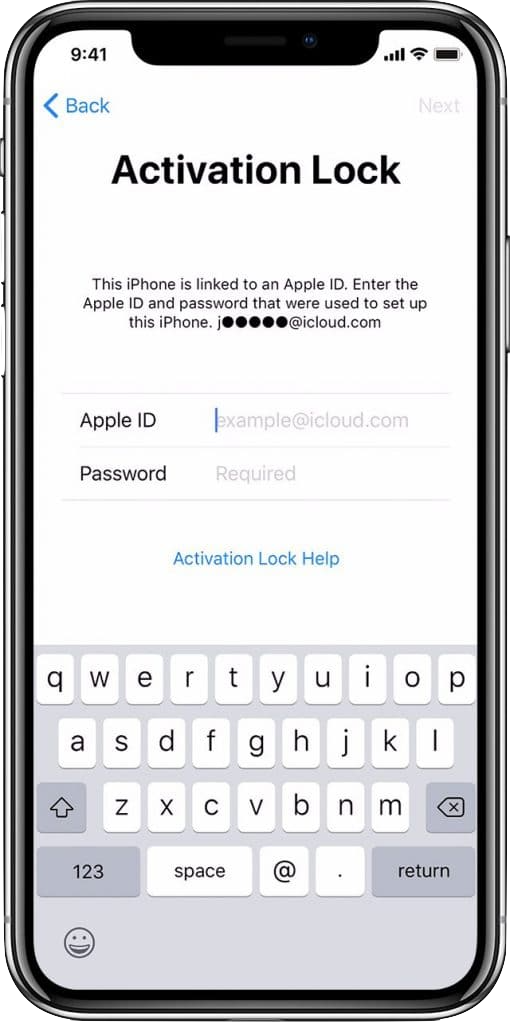 9:41
Back Next
Activation Lock
This iPhone is linked to an Apple ID. Enter the
Apple ID and password that were used to set up
this iPhone. j●●●●●@icloud.com
Apple ID example@icloud.com
Password Required
Activation Lock Help
q w e r t y u i o p
a s d f g h j k l
z x c v b n m
123 space @ . return